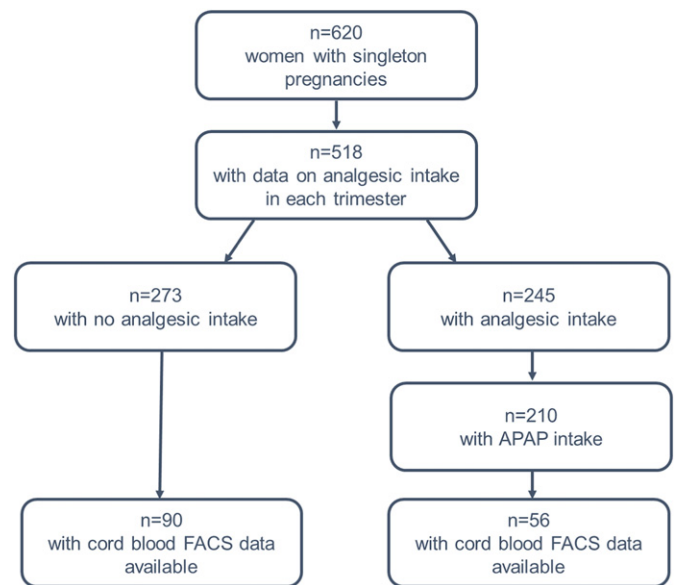 n=620
women with singleton
pregnancies
n=518
with data on analgesic intake
in each trimester
n=273
with no analgesic intake
n=245
with analgesic intake
n=210
with APAP intake
n=90
with cord blood FACS data
available
n=56
with cord blood FACS data
available